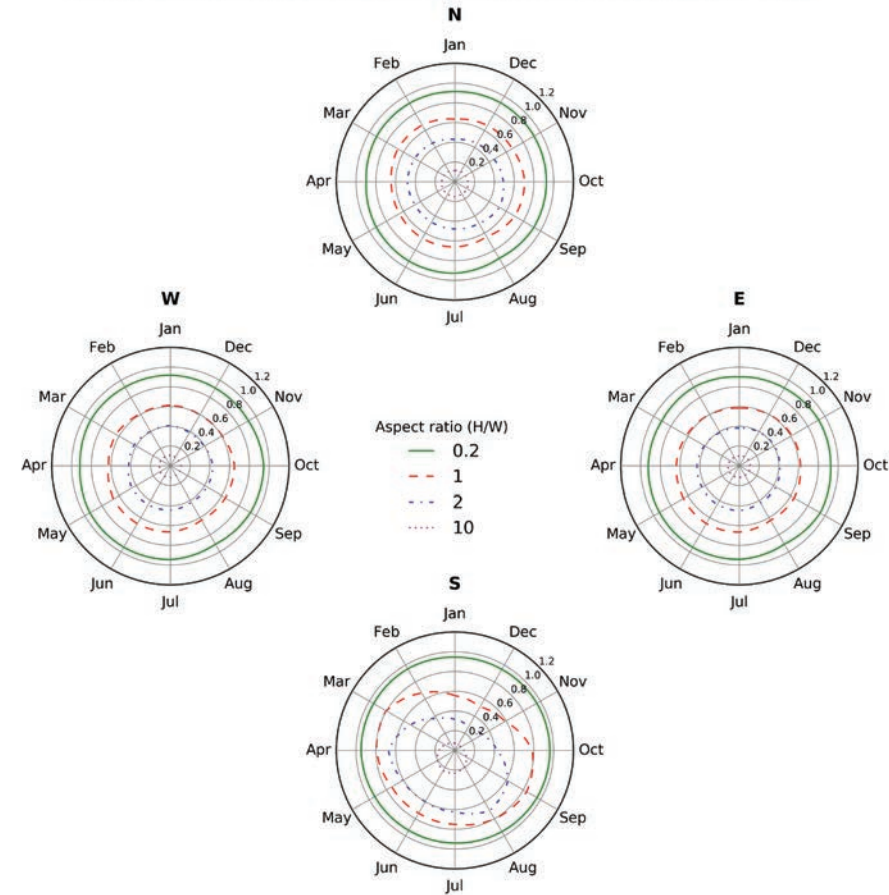 N
Jan
Feb Dec
Mar Nov
Apr Oct
May Sep
Jun Aug
Jul
0.2 0.4 0.6 0.8 1.0 1.2
W
Jan
Feb Dec
Mar Nov
Apr Oct
May Sep
Jun Aug
Jul
0.2 0.4 0.6 0.8 1.0 1.2
Aspect ratio (H/W)
0.2
1
2
10
E
Jan
Feb Dec
Mar Nov
Apr Oct
May Sep
Jun Aug
Jul
0.2 0.4 0.6 0.8 1.0 1.2
S
Jan
Feb Dec
Mar Nov
Apr Oct
May Sep
Jun Aug
Jul
0.2 0.4 0.6 0.8 1.0 1.2